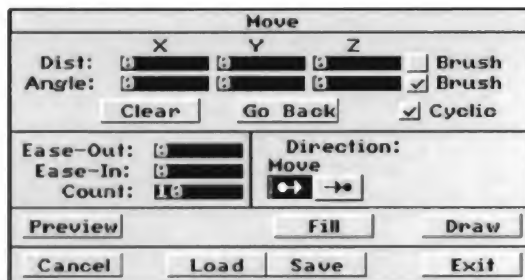 Move
X Y Z
Dist: 0 0 0 Brush
Angle: 0 0 0 Brush
Clear Go Back Cyclic
Ease-Out: 0
Ease-In: 0
Count: 10
Direction:
Move
Preview Fill Draw
Cancel Load Save Exit